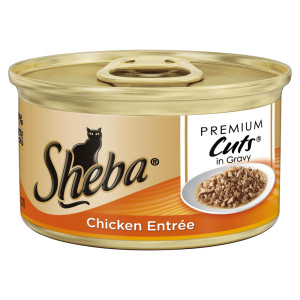 Sheba®
PREMIUM
Cuts®
in Gravy
Chicken Entrée